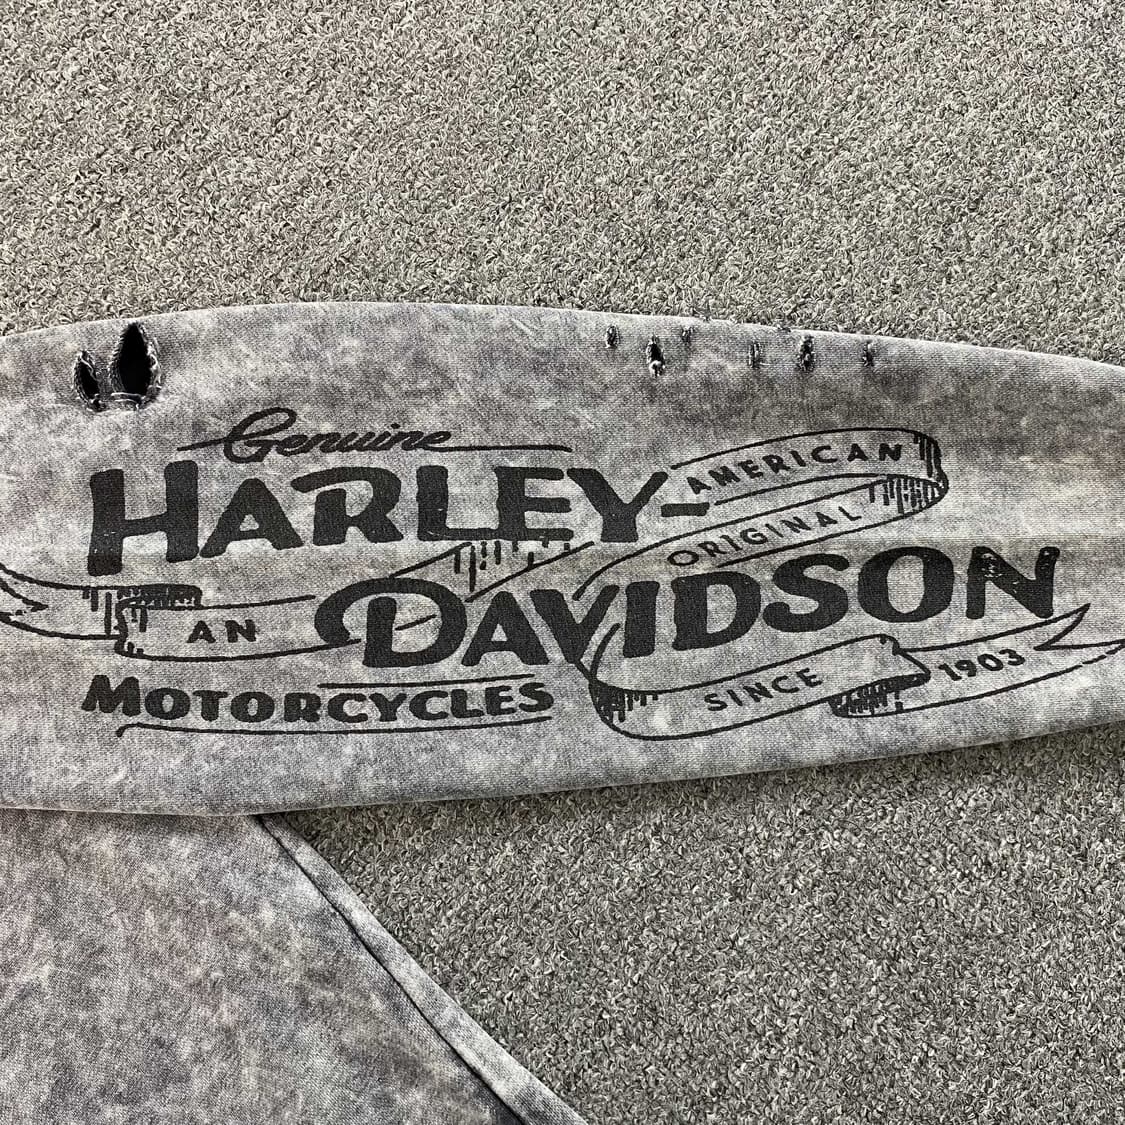 Genuine
HARLEY-
DAVIDSON
MOTORCYCLES
AN
AMERICAN
ORIGINAL
SINCE
1903